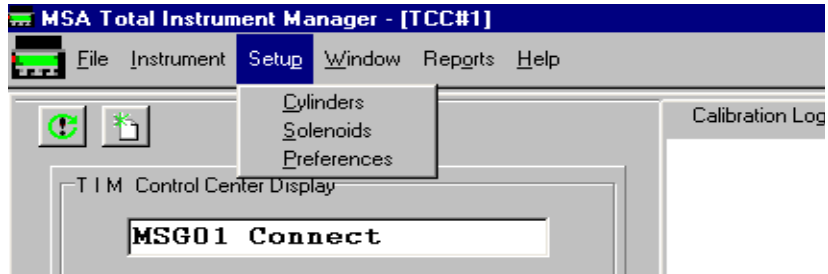 MSA Total Instrument Manager - [TCC#1]
File Instrument Setup Window Reports Help
Cylinders
Solenoids
Preferences
Calibration Log
T I M Control Center Display
MSG01 Connect